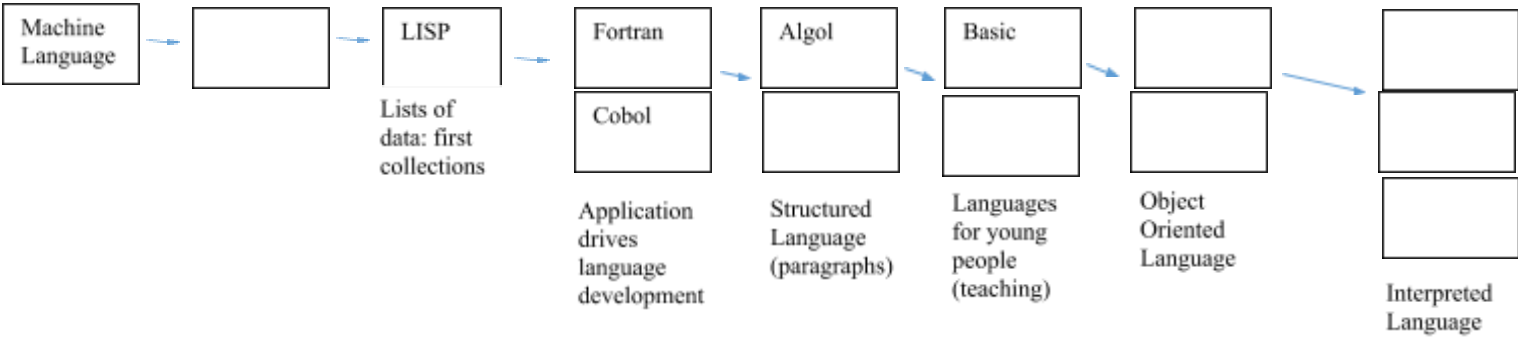 Machine
Language
LISP
Lists of
data: first
collections
Fortran
Cobol
Application
drives
language
development
Algol
Structured
Language
(paragraphs)
Basic
Languages
for young
people
(teaching)
Object
Oriented
Language
Interpreted
Language